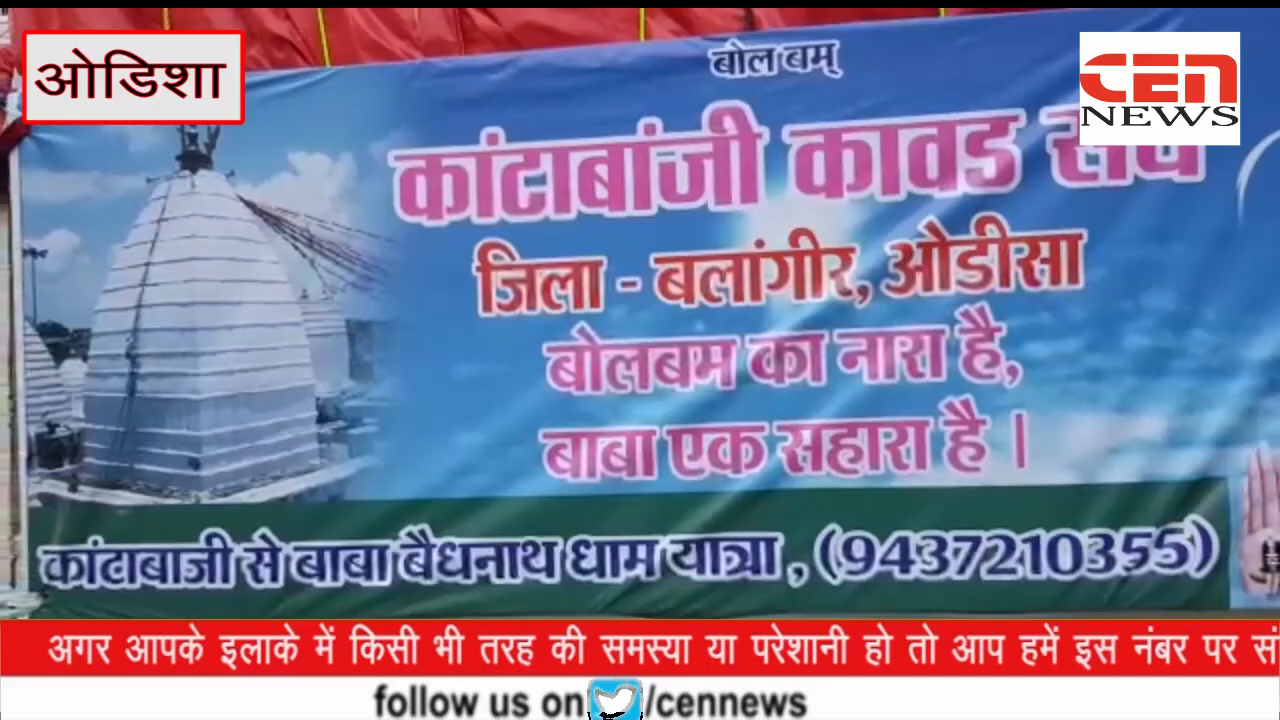 ओडिशा
CEN
NEWS
बोल बम्
कांटाबांजी कावड
जिला - बलांगीर, ओडीसा
बोलबम का नारा है,
बाबा एक सहारा है ।
कांटाबाजी से बाबा बैधनाथ धाम यात्रा , (9437210355)
अगर आपके इलाके में किसी भी तरह की समस्या या परेशानी हो तो आप हमें इस नंबर पर
follow us on /cennews